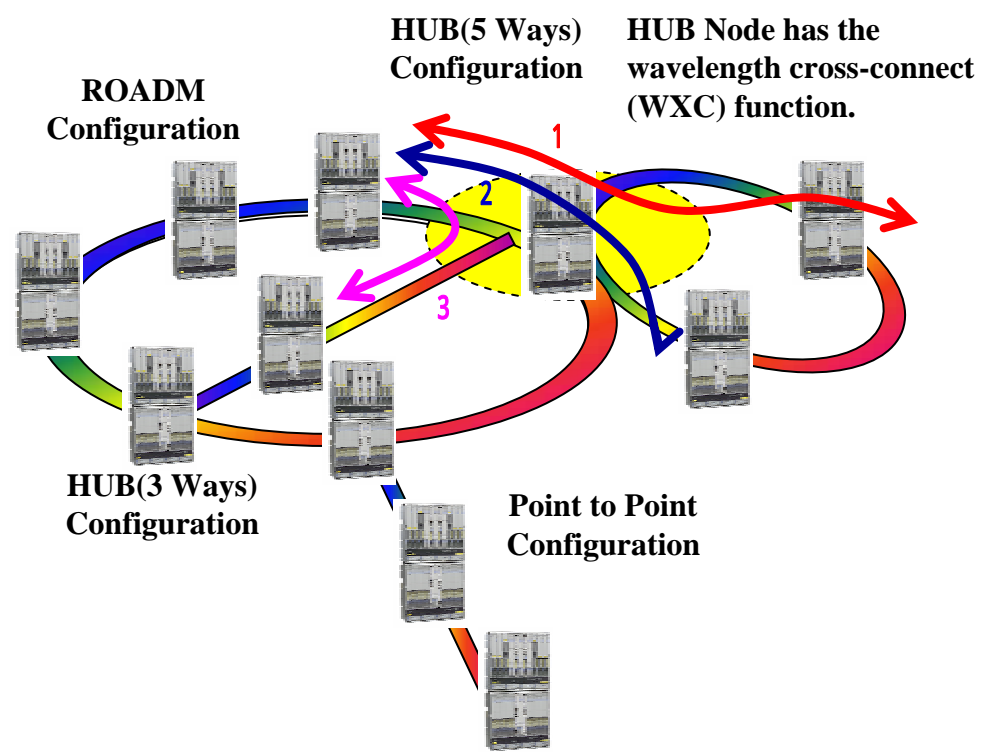 HUB(5 Ways)
Configuration
HUB Node has the
wavelength cross-connect
(WXC) function.
ROADM
Configuration
1
2
3
HUB(3 Ways)
Configuration
Point to Point
Configuration